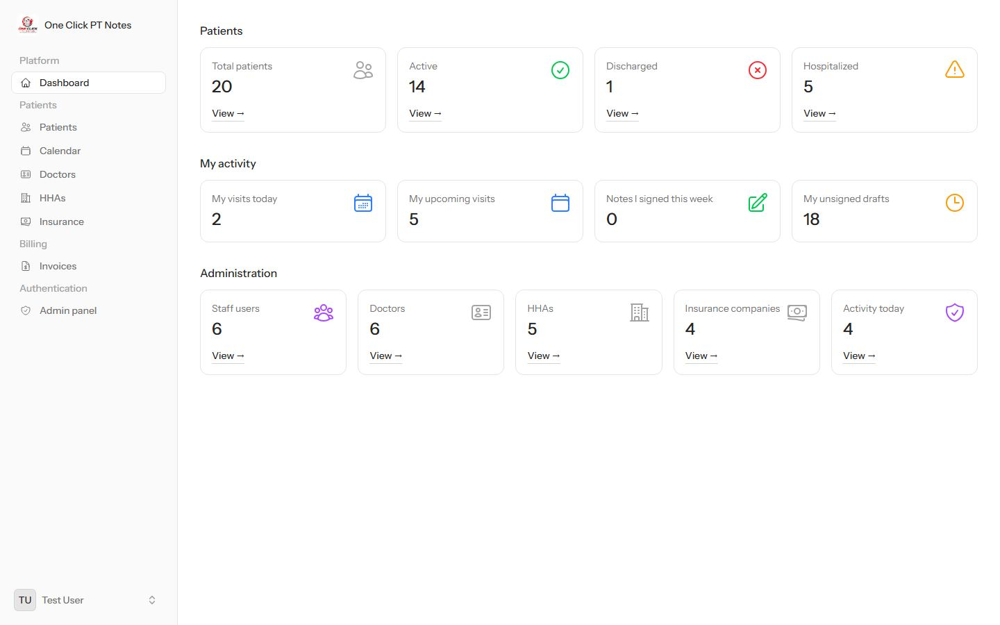 ONE CLICK
One Click PT Notes
Platform
Dashboard
Patients
Patients
Calendar
Doctors
HHAs
Insurance
Billing
Invoices
Authentication
Admin panel
TU
Test User
Patients
Total patients
20
View →
Active
14
View →
Discharged
1
View →
Hospitalized
5
View →
My activity
My visits today
2
My upcoming visits
5
Notes I signed this week
0
My unsigned drafts
18
Administration
Staff users
6
View →
Doctors
6
View →
HHAs
5
View →
Insurance companies
4
View →
Activity today
4
View →